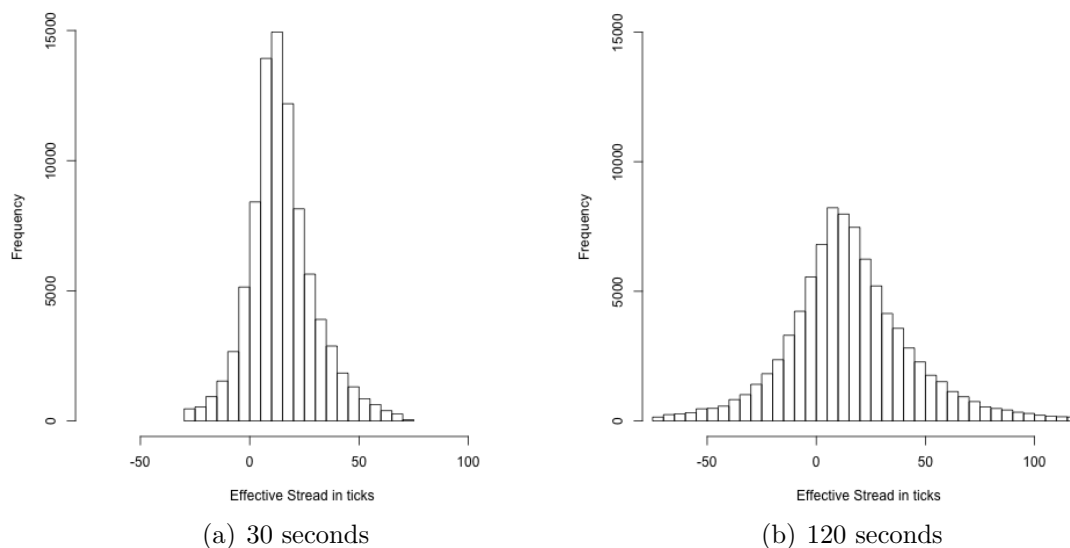 15000
10000
5000
0
Frequency
-50 0 50 100
Effective Stread in ticks
(a) 30 seconds
15000
10000
5000
0
Frequency
-50 0 50 100
Effective Stread in ticks
(b) 120 seconds